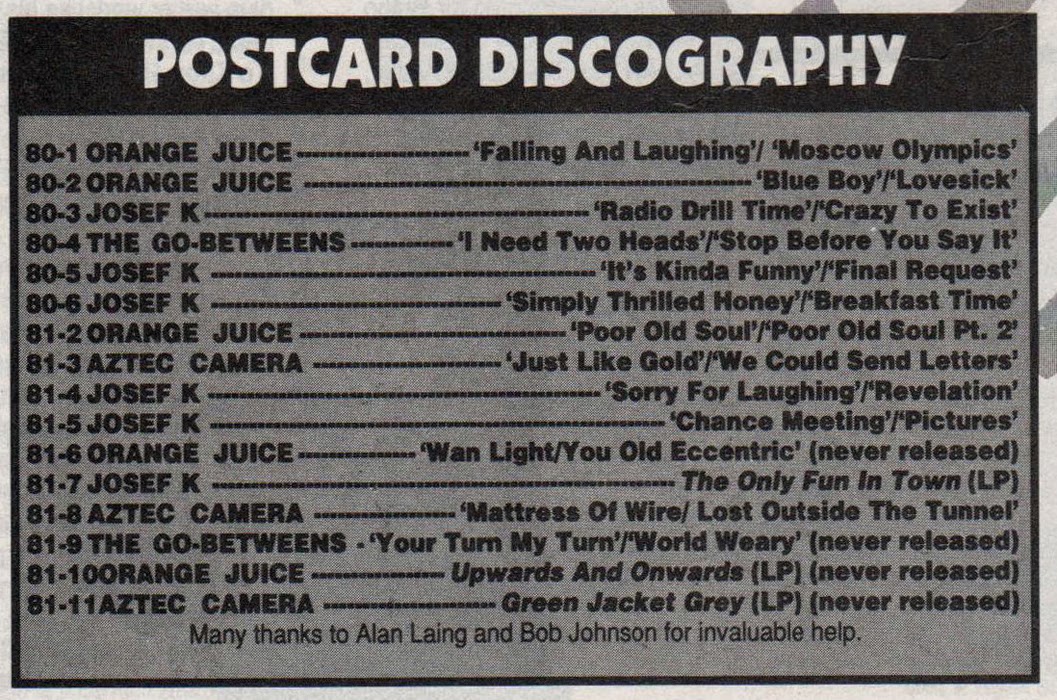 POSTCARD DISCOGRAPHY
80-1 ORANGE JUICE ‘Falling And Laughing’/ ‘Moscow Olympics’
80-2 ORANGE JUICE ‘Blue Boy’/‘Lovesick’
80-3 JOSEF K ‘Radio Drill Time’/‘Crazy To Exist’
80-4 THE GO-BETWEENS ‘I Need Two Heads’/‘Stop Before You Say It’
80-5 JOSEF K ‘It's Kinda Funny’/‘Final Request’
80-6 JOSEF K ‘Simply Thrilled Honey’/‘Breakfast Time’
81-2 ORANGE JUICE ‘Poor Old Soul’/‘Poor Old Soul Pt. 2’
81-3 AZTEC CAMERA ‘Just Like Gold’/‘We Could Send Letters’
81-4 JOSEF K ‘Sorry For Laughing’/‘Revelation’
81-5 JOSEF K ‘Chance Meeting’/‘Pictures’
81-6 ORANGE JUICE ‘Wan Light/You Old Eccentric’ (never released)
81-7 JOSEF K The Only Fun In Town (LP)
81-8 AZTEC CAMERA ‘Mattress Of Wire/ Lost Outside The Tunnel’
81-9 THE GO-BETWEENS - ‘Your Turn My Turn’/‘World Weary’ (never released)
81-10 ORANGE JUICE Upwards And Onwards (LP) (never released)
81-11 AZTEC CAMERA Green Jacket Grey (LP) (never released)
Many thanks to Alan Laing and Bob Johnson for invaluable help.